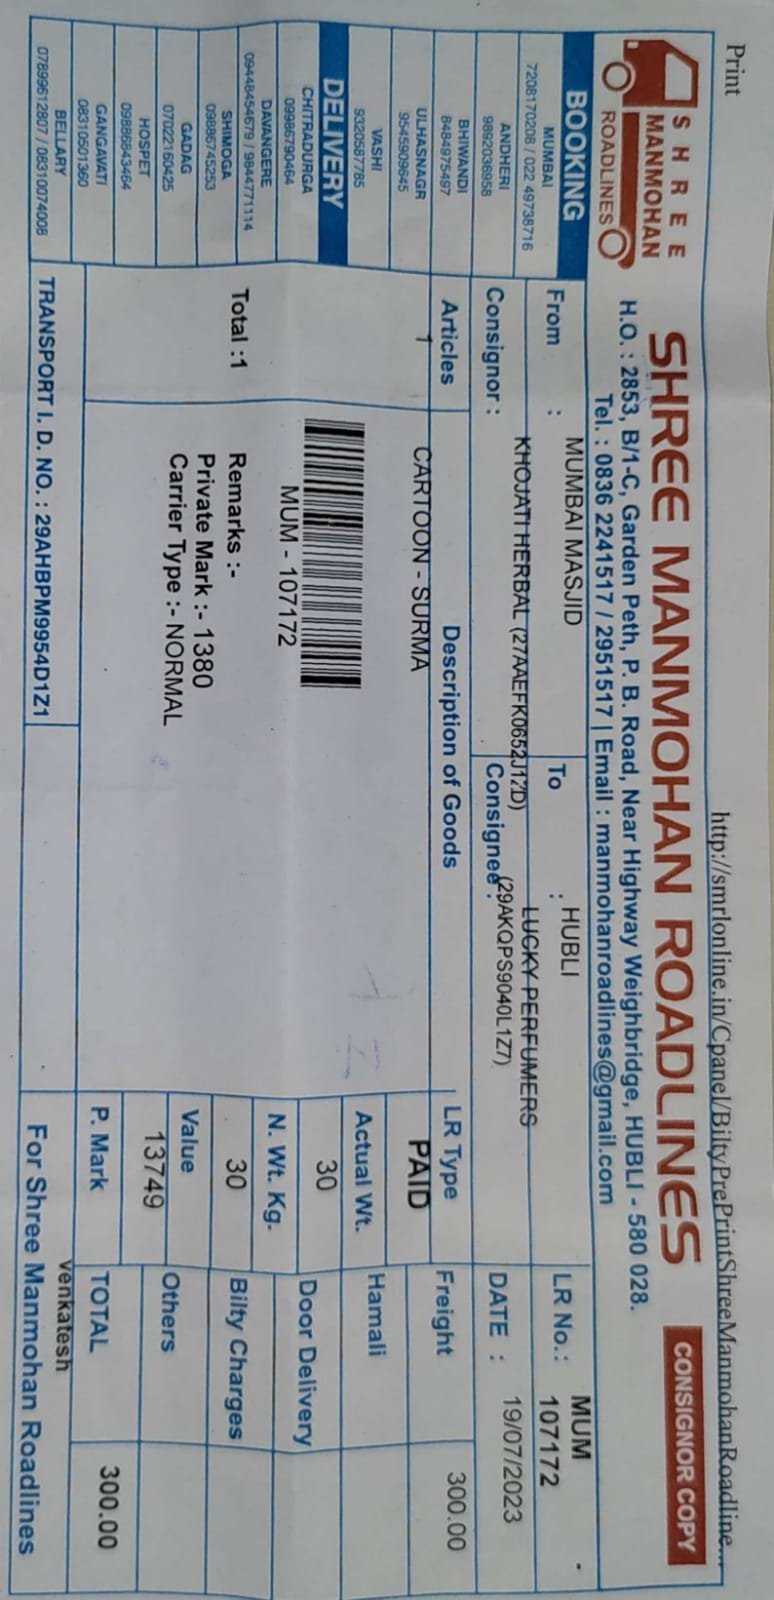 Print
http://smrlonline.in/Cpanel/BiltyPrePrintShreeManmohanRoadline...
SHREE
MANMOHAN
ROADLINES
SHREE MANMOHAN ROADLINES
CONSIGNOR COPY
H.O. : 2853, B/1-C, Garden Peth, P. B. Road, Near Highway Weighbridge, HUBLI - 580 028.
Tel. : 0836 2241517 / 2951517 | Email : manmohanroadlines@gmail.com
BOOKING
MUMBAI
7208170208 / 022 49738716
ANDHERI
9892036958
BHIWANDI
8484975497
ULHASNAGR
9545909645
VASHI
9320587785
DELIVERY
CHITRADURGA
09986790464
DAVANGERE
09448454679 / 9844771114
SHIMOGA
09886745253
GADAG
07022160425
HOSPET
09886843464
GANGAVATI
08310501360
BELLARY
07899612807 / 08310074008
From : MUMBAI MASJID
To : HUBLI
LR No.: MUM
107172
Consignor : KHOJATI HERBAL (27AAEFK0652J1ZD)
Consignee : LUCKY PERFUMERS
(29AKQPS9040L1Z7)
DATE : 19/07/2023
Articles Description of Goods LR Type Freight 300.00
1 CARTOON - SURMA PAID
Actual Wt. Hamali
30
MUM - 107172
N. Wt. Kg. Door Delivery
Total :1
Remarks :-
30 Bilty Charges
Private Mark :- 1380
Value
Carrier Type :- NORMAL
13749 Others
P. Mark TOTAL 300.00
TRANSPORT I. D. NO. : 29AHBPM9954D1Z1
Venkatesh
For Shree Manmohan Roadlines